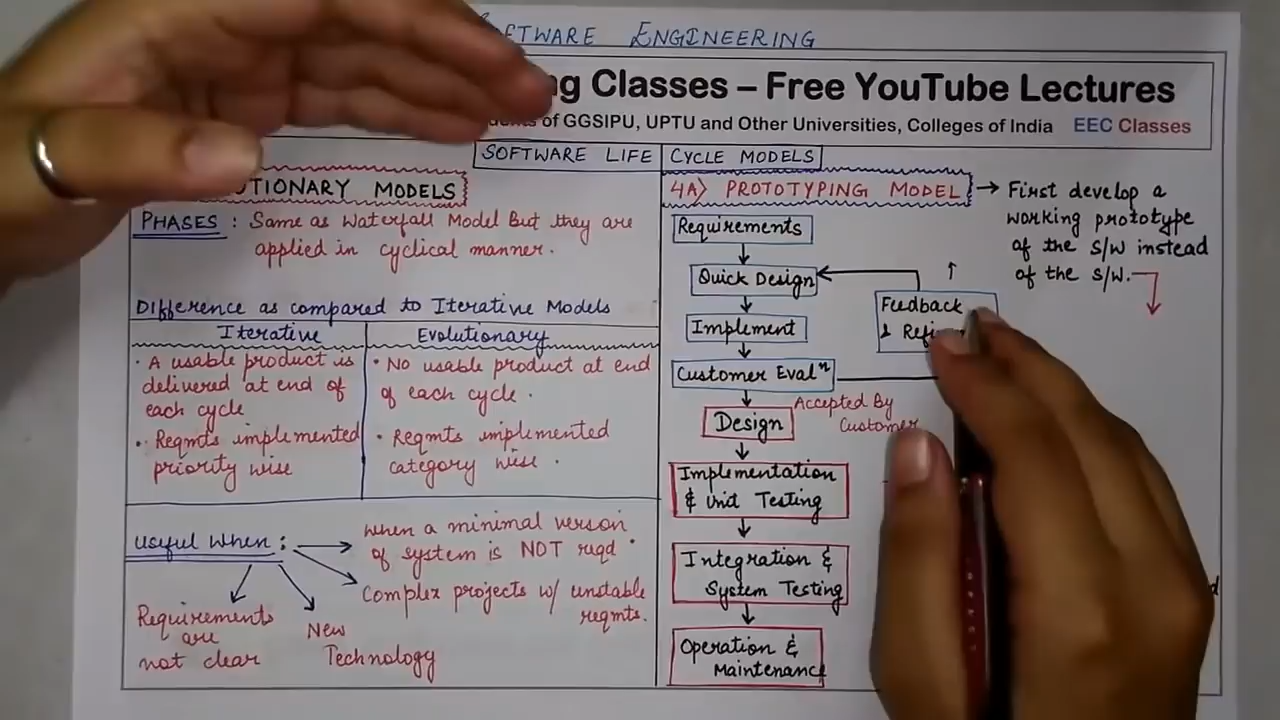 SOFTWARE ENGINEERING
Classes – Free YouTube Lectures
of GGSIPU, UPTU and Other Universities, Colleges of India EEC Classes
SOFTWARE LIFE CYCLE MODELS
MODELS
PHASES : Same as Waterfall Model But they are
applied in cyclical manner.
Difference as compared to Iterative Models
Iterative
• A usable product is
delivered at end of
each cycle
• Reqmts implemented
priority wise
Evolutionary
• No usable product at end
of each cycle.
• Reqmts implemented
category wise.
Useful When :
when a minimal verson
of system is NOT ruqd.
Complex projects w/ unstable
reqmts.
Requirements
are
not clear
New
Technology
4A) PROTOTYPING MODEL
First develop a
working prototype
of the S/W instead
of the S/W.
Requirements
Quick Design
Implement
Customer Evalⁿ
Feedback
&
Accepted By
Customer
Design
Implementation
& Unit Testing
Integration &
System Testing
Operation &
Maintenance